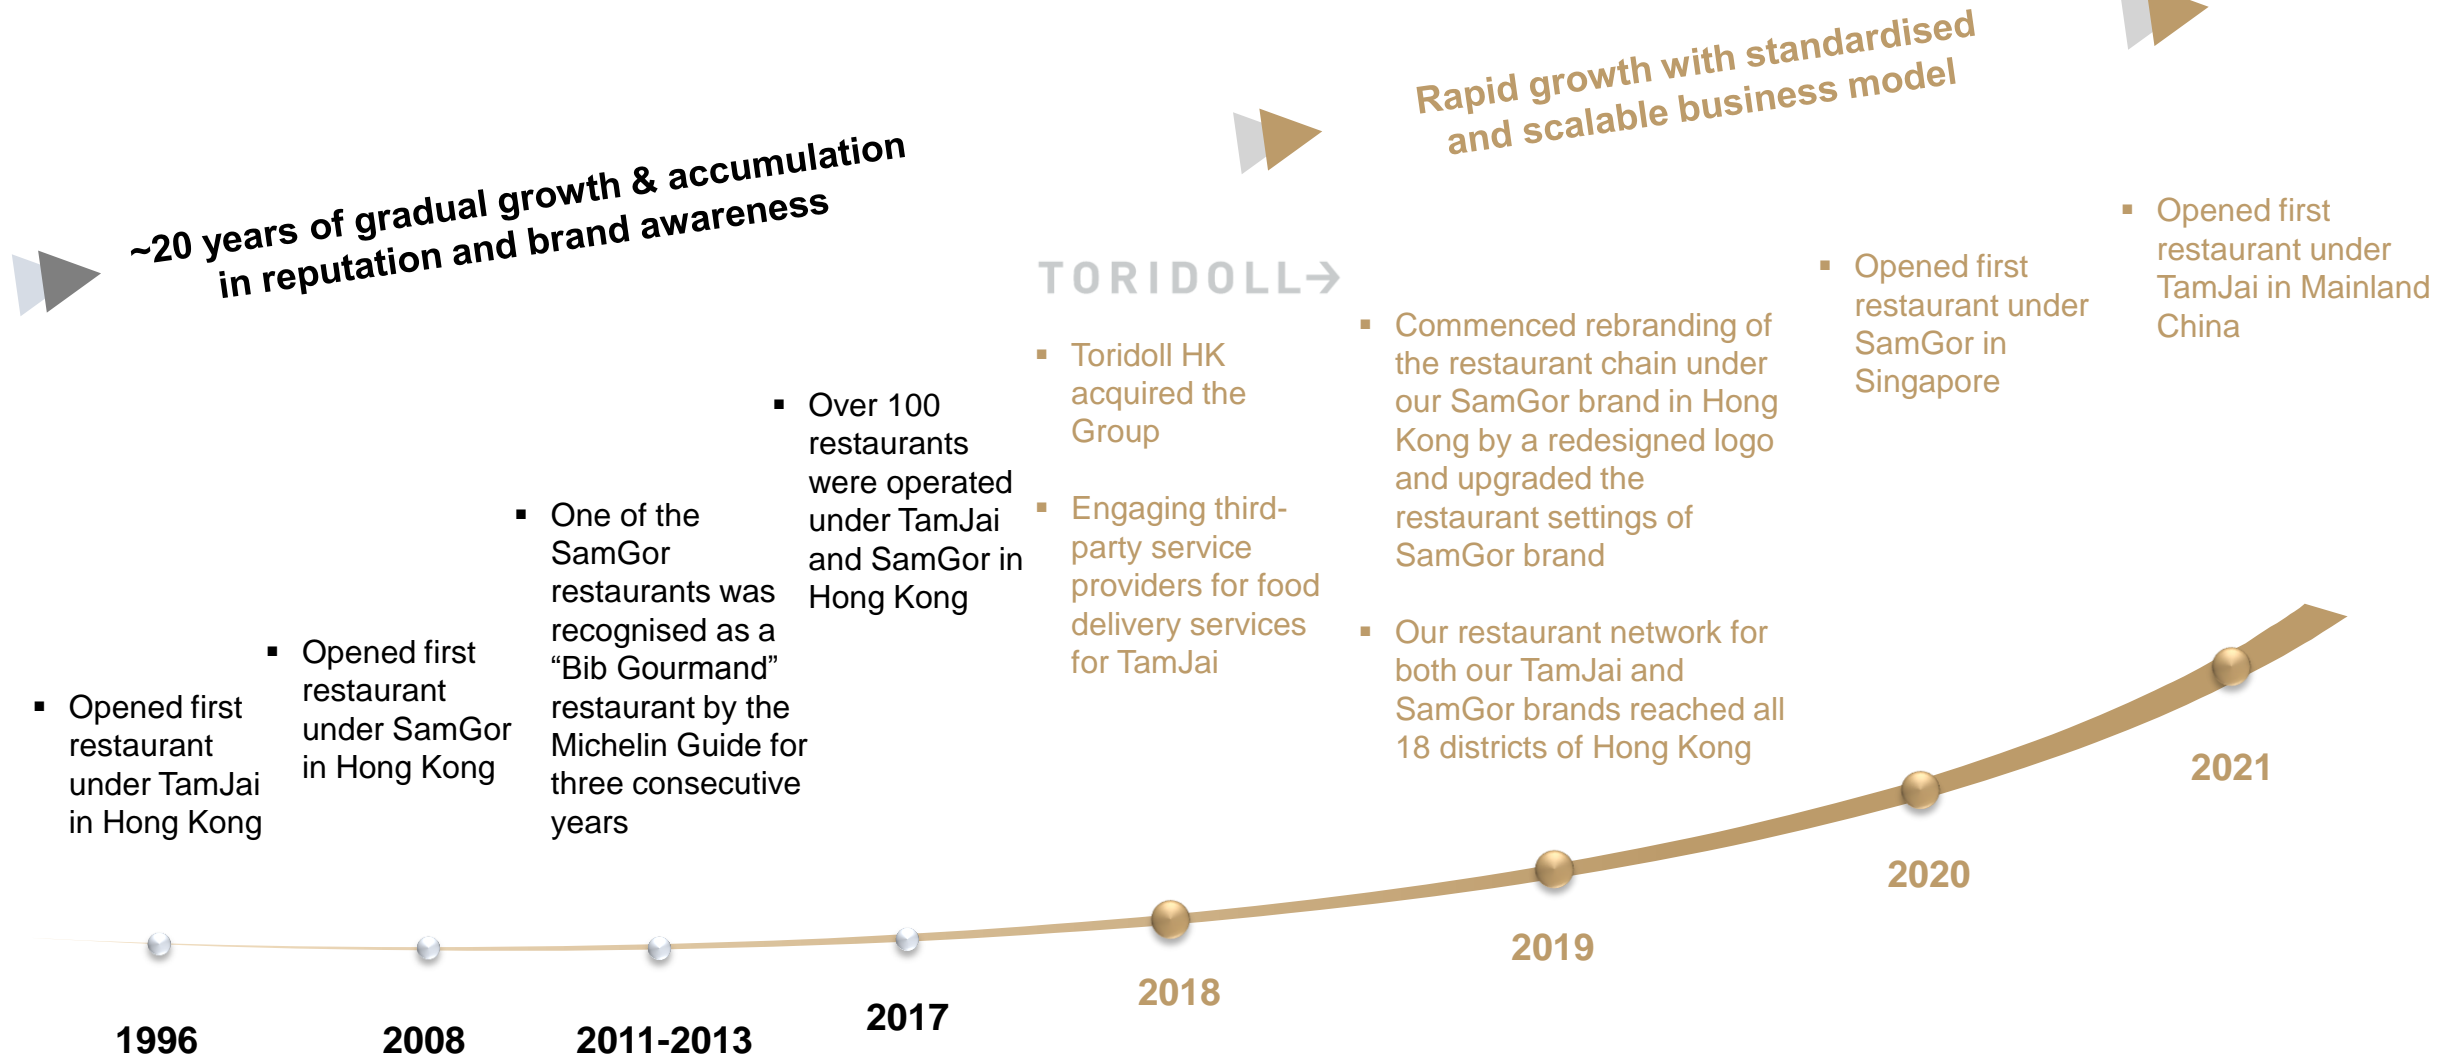 ~20 years of gradual growth & accumulation
in reputation and brand awareness
Rapid growth with standardised
and scalable business model
▪ Opened first
restaurant
under TamJai
in Hong Kong
1996
▪ Opened first
restaurant
under SamGor
in Hong Kong
2008
▪ One of the
SamGor
restaurants was
recognised as a
“Bib Gourmand”
restaurant by the
Michelin Guide for
three consecutive
years
2011-2013
▪ Over 100
restaurants
were operated
under TamJai
and SamGor in
Hong Kong
2017
TORIDOLL→
▪ Toridoll HK
acquired the
Group
▪ Engaging third-
party service
providers for food
delivery services
for TamJai
2018
▪ Commenced rebranding of
the restaurant chain under
our SamGor brand in Hong
Kong by a redesigned logo
and upgraded the
restaurant settings of
SamGor brand
▪ Our restaurant network for
both our TamJai and
SamGor brands reached all
18 districts of Hong Kong
2019
▪ Opened first
restaurant under
SamGor in
Singapore
2020
▪ Opened first
restaurant under
TamJai in Mainland
China
2021